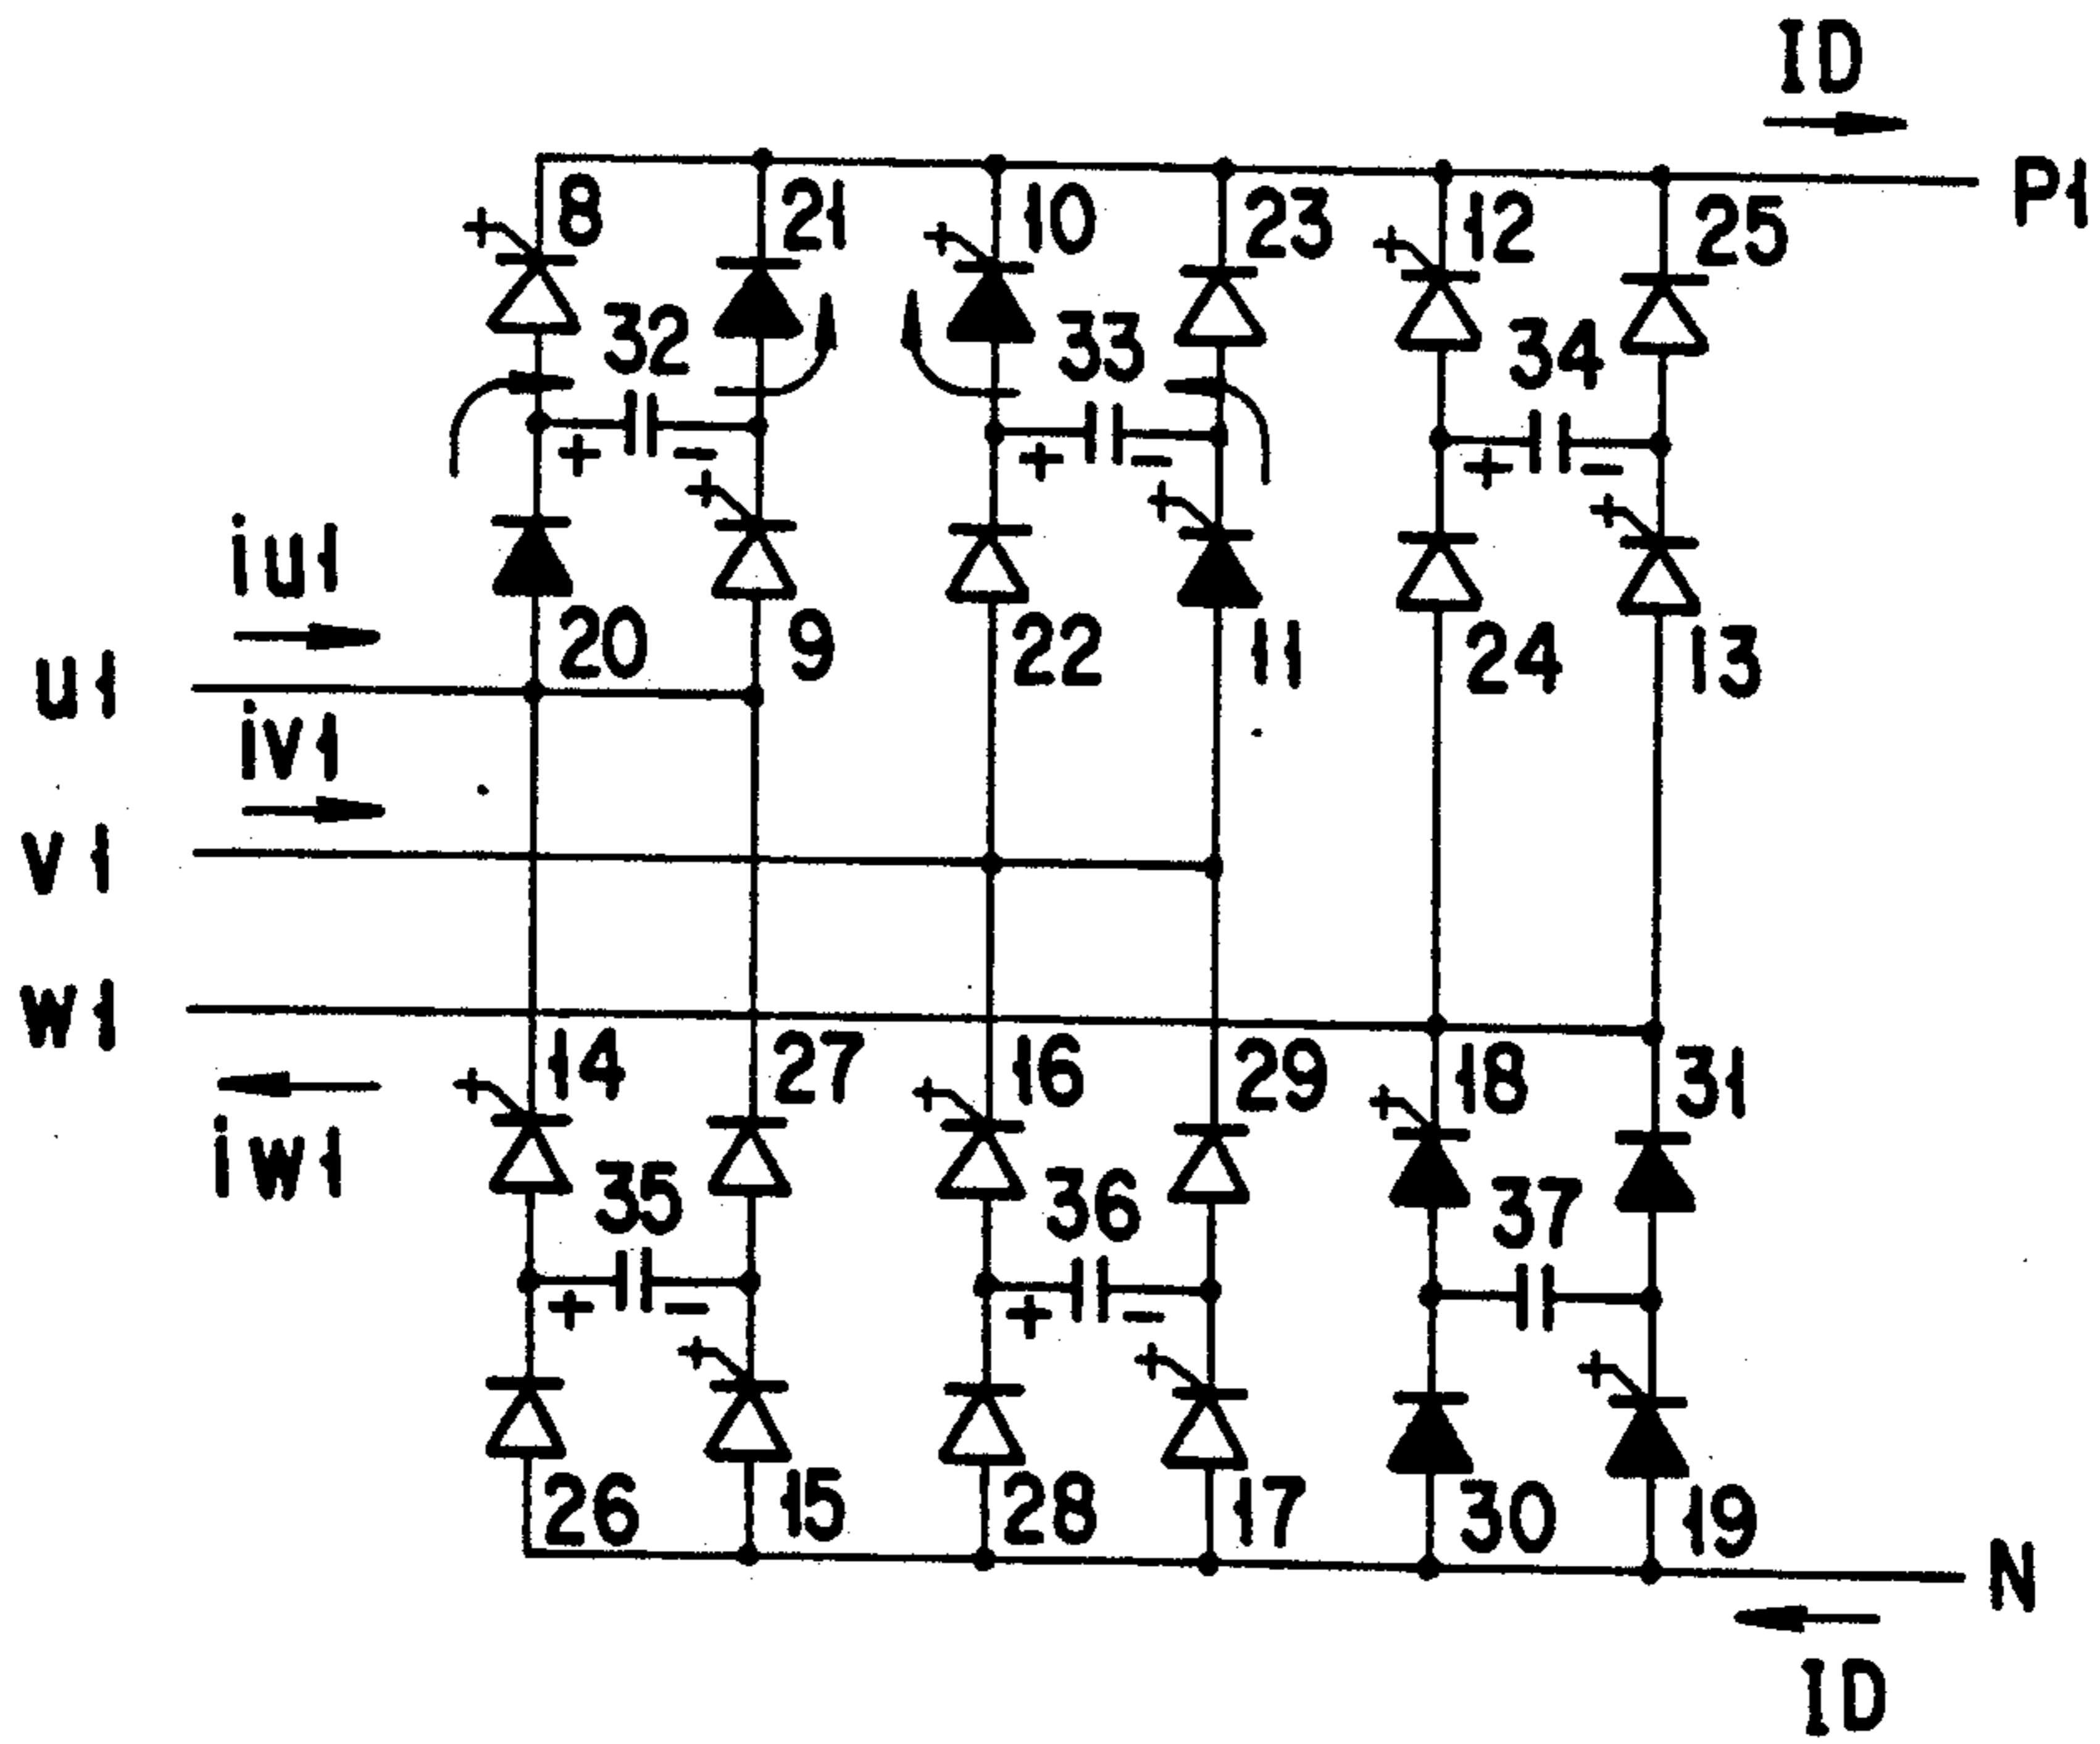 ID
P1
8 21 10 23 12 25
+ + +
32 33 34
+ - + - + -
+ + +
iu1
20 9 22 11 24 13
u1
iv1
v1
w1
14 27 16 29 18 31
+ + +
iw1
35 36 37
+ - + -
+ + +
26 15 28 17 30 19
N
ID